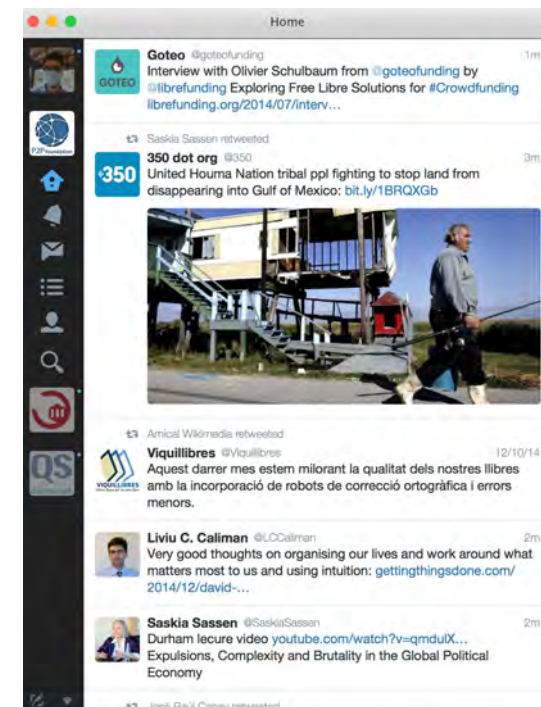 Home
Goteo @goteofunding 1m
Interview with Olivier Schulbaum from @goteofunding by
@librefunding Exploring Free Libre Solutions for #Crowdfunding
librefunding.org/2014/07/interv…
GOTEO
Saskia Sassen retweeted
350 dot org @350 3m
United Houma Nation tribal ppl fighting to stop land from
disappearing into Gulf of Mexico: bit.ly/1BRQXGb
350
P2Pfoundation
Amical Wikimedia retweeted
Viquillibres @Viquillibres 12/10/14
Aquest darrer mes estem milorant la qualitat dels nostres llibres
amb la incorporació de robots de correcció ortogràfica i errors
menors.
VIQUILLIBRES
QS
Liviu C. Caliman @LCCaliman 2m
Very good thoughts on organising our lives and work around what
matters most to us and using intuition: gettingthingsdone.com/
2014/12/david-…
Saskia Sassen @SaskiaSassen 2m
Durham lecure video youtube.com/watch?v=qmdulX…
Expulsions, Complexity and Brutality in the Global Political
Economy